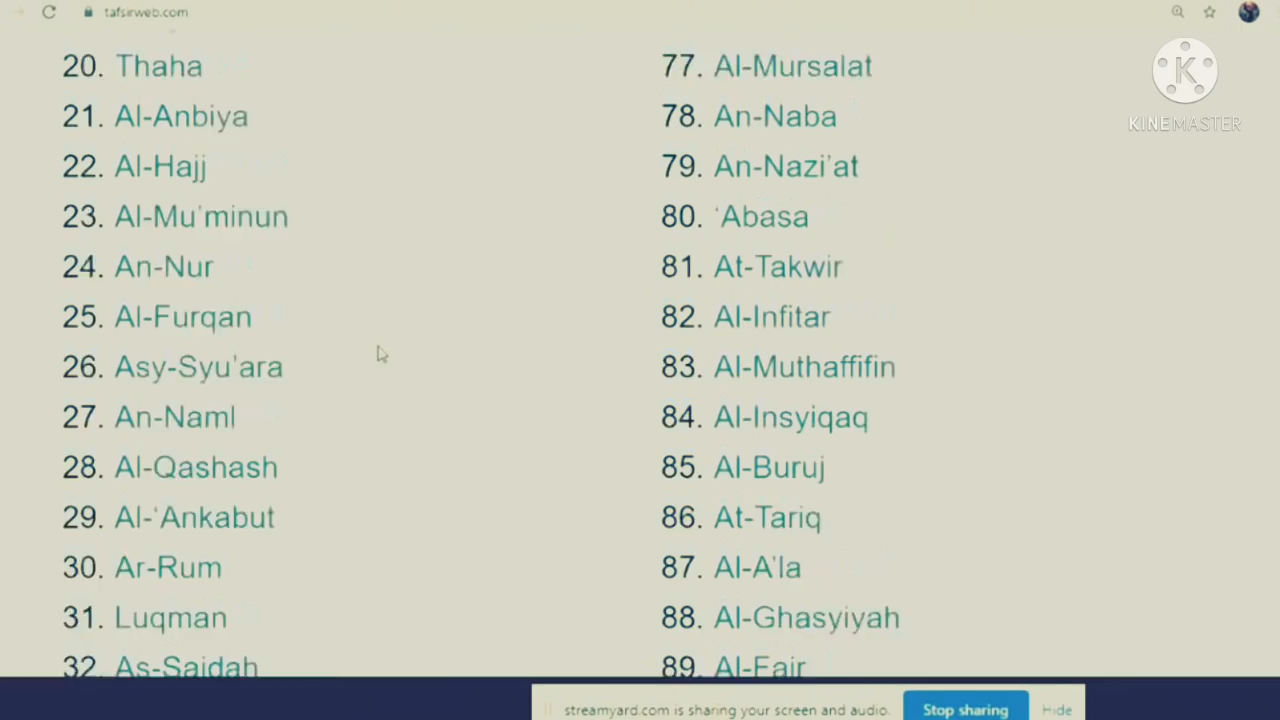 tafsirweb.com
20. Thaha
21. Al-Anbiya
22. Al-Hajj
23. Al-Mu'minun
24. An-Nur
25. Al-Furqan
26. Asy-Syu'ara
27. An-Naml
28. Al-Qashash
29. Al-'Ankabut
30. Ar-Rum
31. Luqman
32. As-Sajdah
77. Al-Mursalat
78. An-Naba
79. An-Nazi'at
80. 'Abasa
81. At-Takwir
82. Al-Infitar
83. Al-Muthaffifin
84. Al-Insyiqaq
85. Al-Buruj
86. At-Tariq
87. Al-A'la
88. Al-Ghasyiyah
89. Al-Fajr
K
KINEMASTER
streamyard.com is sharing your screen and audio.
Stop sharing
Hide